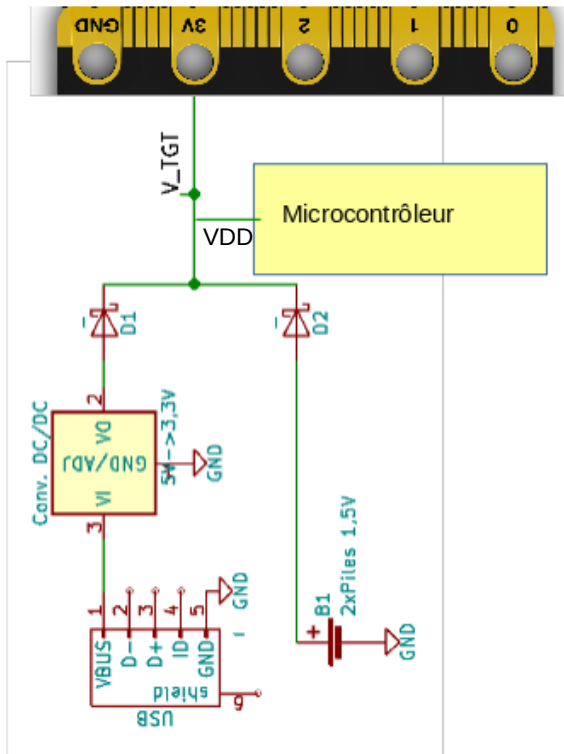 GND 3V 2 1 0
V_TGT
Microcontrôleur
VDD
D1
D2
2
VO
Conv. DC/DC
GND/ADJ
5V->3,3V
GND
VI
3
1 2 3 4 5
GND
VBUS D- D+ ID GND
shield
6
USB
+
B1
2xPiles 1,5V
GND